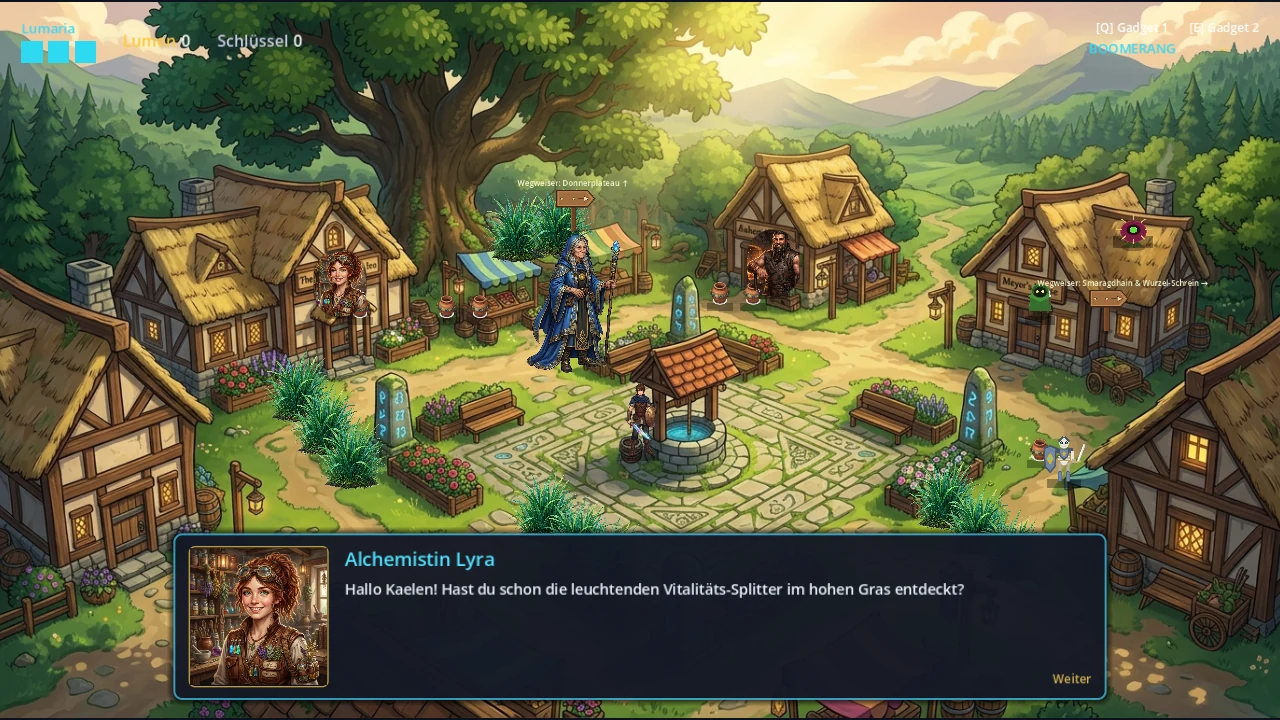 Lumaria
Lumen 0
Schlüssel 0
[Q] Gadget 1
[E] Gadget 2
BOOMERANG
Wegweiser: Donnerplateau ↑
Wegweiser: Smaragdhain & Wurzel-Schrein →
Alchemistin Lyra
Hallo Kaelen! Hast du schon die leuchtenden Vitalitäts-Splitter im hohen Gras entdeckt?
Weiter